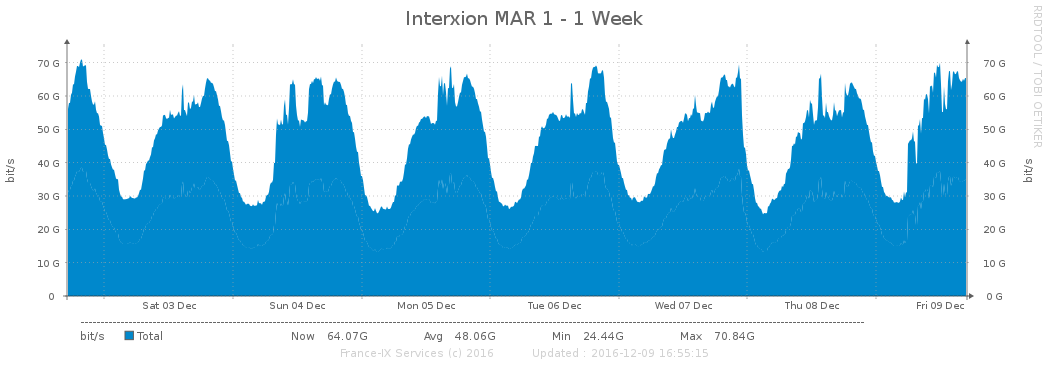 Interxion MAR 1 - 1 Week
RRDTOOL / TOBI OETIKER
bit/s
bit/s
70 G 70 G
60 G 60 G
50 G 50 G
40 G 40 G
30 G 30 G
20 G 20 G
10 G 10 G
0 0 G
Sat 03 Dec Sun 04 Dec Mon 05 Dec Tue 06 Dec Wed 07 Dec Thu 08 Dec Fri 09 Dec
bit/s Total Now 64.07G Avg 48.06G Min 24.44G Max 70.84G
France-IX Services (c) 2016 Updated : 2016-12-09 16:55:15